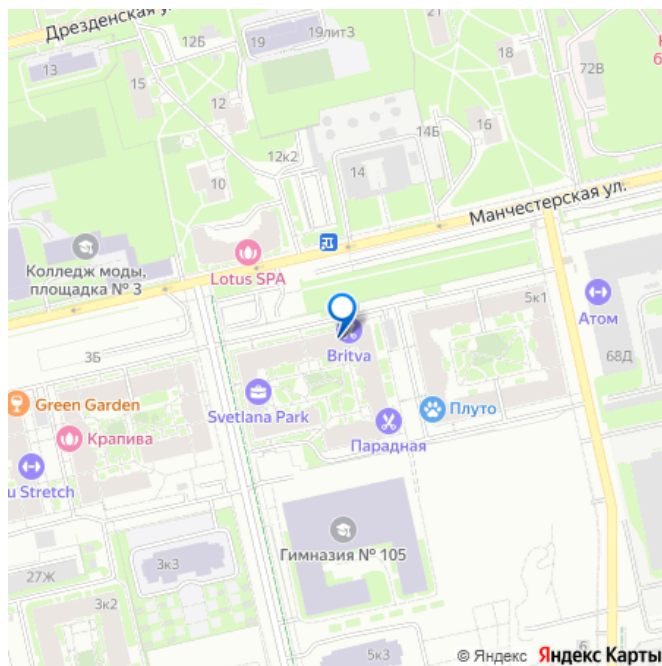 Дрезденская у
21
12Б
19
19лит3
13
15
18
72В
12
14Б
16
12к2
14
10
Манчестерская ул.
Колледж моды,
площадка № 3
Lotus SPA
5к1
Атом
3Б
Britva
68Д
Green Garden
Svetlana Park
Плуто
Крапива
Парадная
u Stretch
Гимназия № 105
3к3
27Ж
3к2
5к3
6
© Яндекс Яндекс Карты